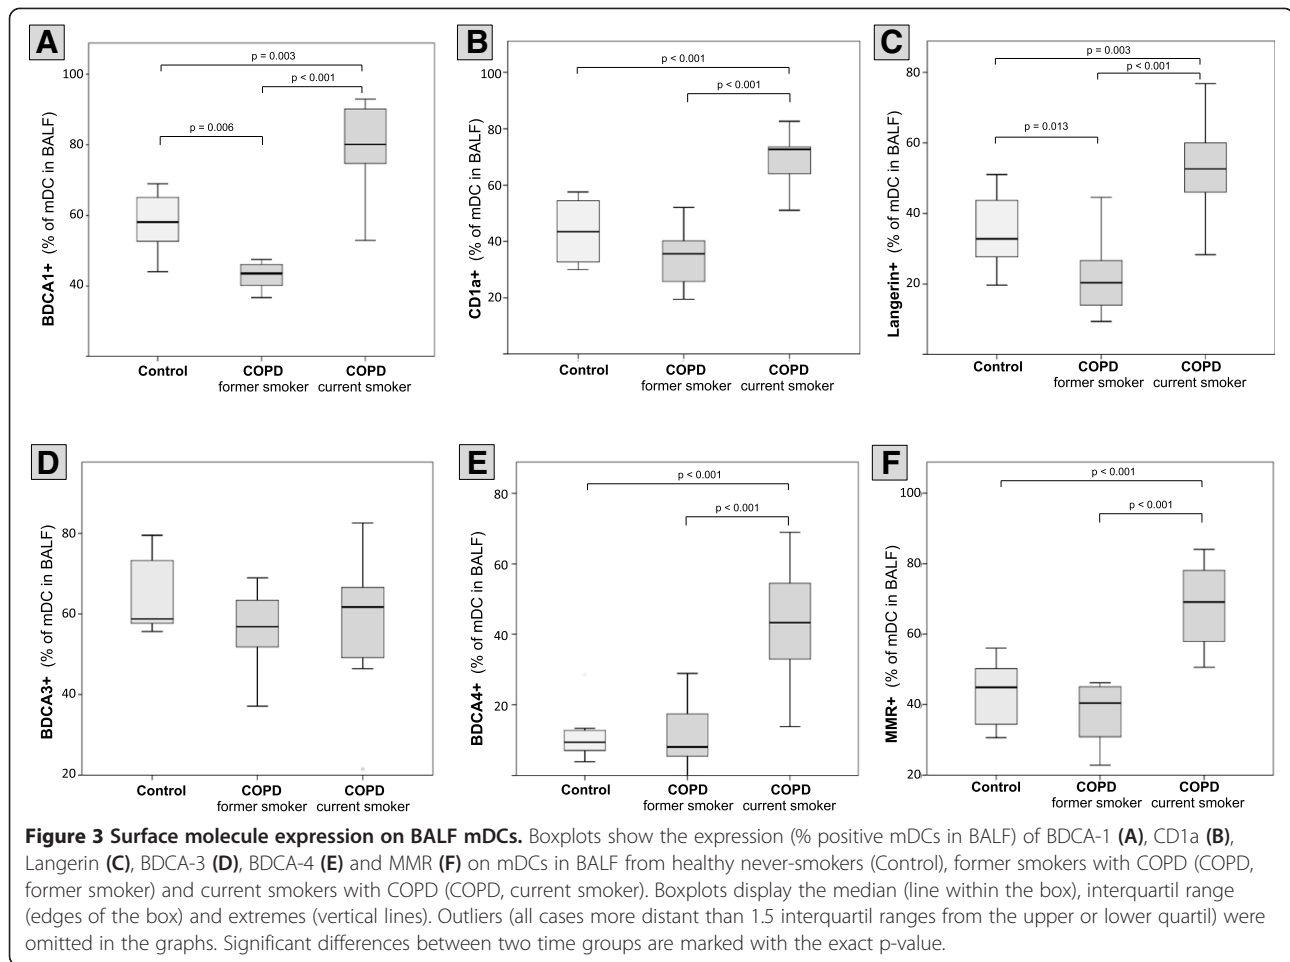 A
BDCA1+ (% of mDC in BALF)
100
80
60
40
p = 0.003
p < 0.001
p = 0.006
Control
COPD
former smoker
COPD
current smoker
B
CD1a+ (% of mDC in BALF)
100
80
60
40
20
p < 0.001
p < 0.001
Control
COPD
former smoker
COPD
current smoker
C
Langerin+ (% of mDC in BALF)
80
60
40
20
p = 0.003
p < 0.001
p = 0.013
Control
COPD
former smoker
COPD
current smoker
D
BDCA3+ (% of mDC in BALF)
80
60
40
20
Control
COPD
former smoker
COPD
current smoker
E
BDCA4+ (% of mDC in BALF)
80
60
40
20
p < 0.001
p < 0.001
Control
COPD
former smoker
COPD
current smoker
F
MMR+ (% of mDC in BALF)
100
80
60
40
20
p < 0.001
p < 0.001
Control
COPD
former smoker
COPD
current smoker
Figure 3 Surface molecule expression on BALF mDCs. Boxplots show the expression (% positive mDCs in BALF) of BDCA-1 (A), CD1a (B),
Langerin (C), BDCA-3 (D), BDCA-4 (E) and MMR (F) on mDCs in BALF from healthy never-smokers (Control), former smokers with COPD (COPD,
former smoker) and current smokers with COPD (COPD, current smoker). Boxplots display the median (line within the box), interquartil range
(edges of the box) and extremes (vertical lines). Outliers (all cases more distant than 1.5 interquartil ranges from the upper or lower quartil) were
omitted in the graphs. Significant differences between two time groups are marked with the exact p-value.